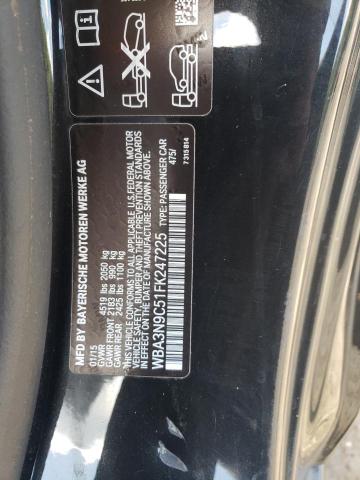 MFD BY BAYERISCHE MOTOREN WERKE AG
01/15
GVWR 4519 lbs 2050 kg
GAWR FRONT 2183 lbs 990 kg
GAWR REAR 2425 lbs 1100 kg
THIS VEHICLE CONFORMS TO ALL APPLICABLE U.S. FEDERAL MOTOR
VEHICLE SAFETY, BUMPER AND THEFT PREVENTION STANDARDS
IN EFFECT ON THE DATE OF MANUFACTURE SHOWN ABOVE.
WBA3N9C51FK247225 TYPE: PASSENGER CAR
475/
7 315 814